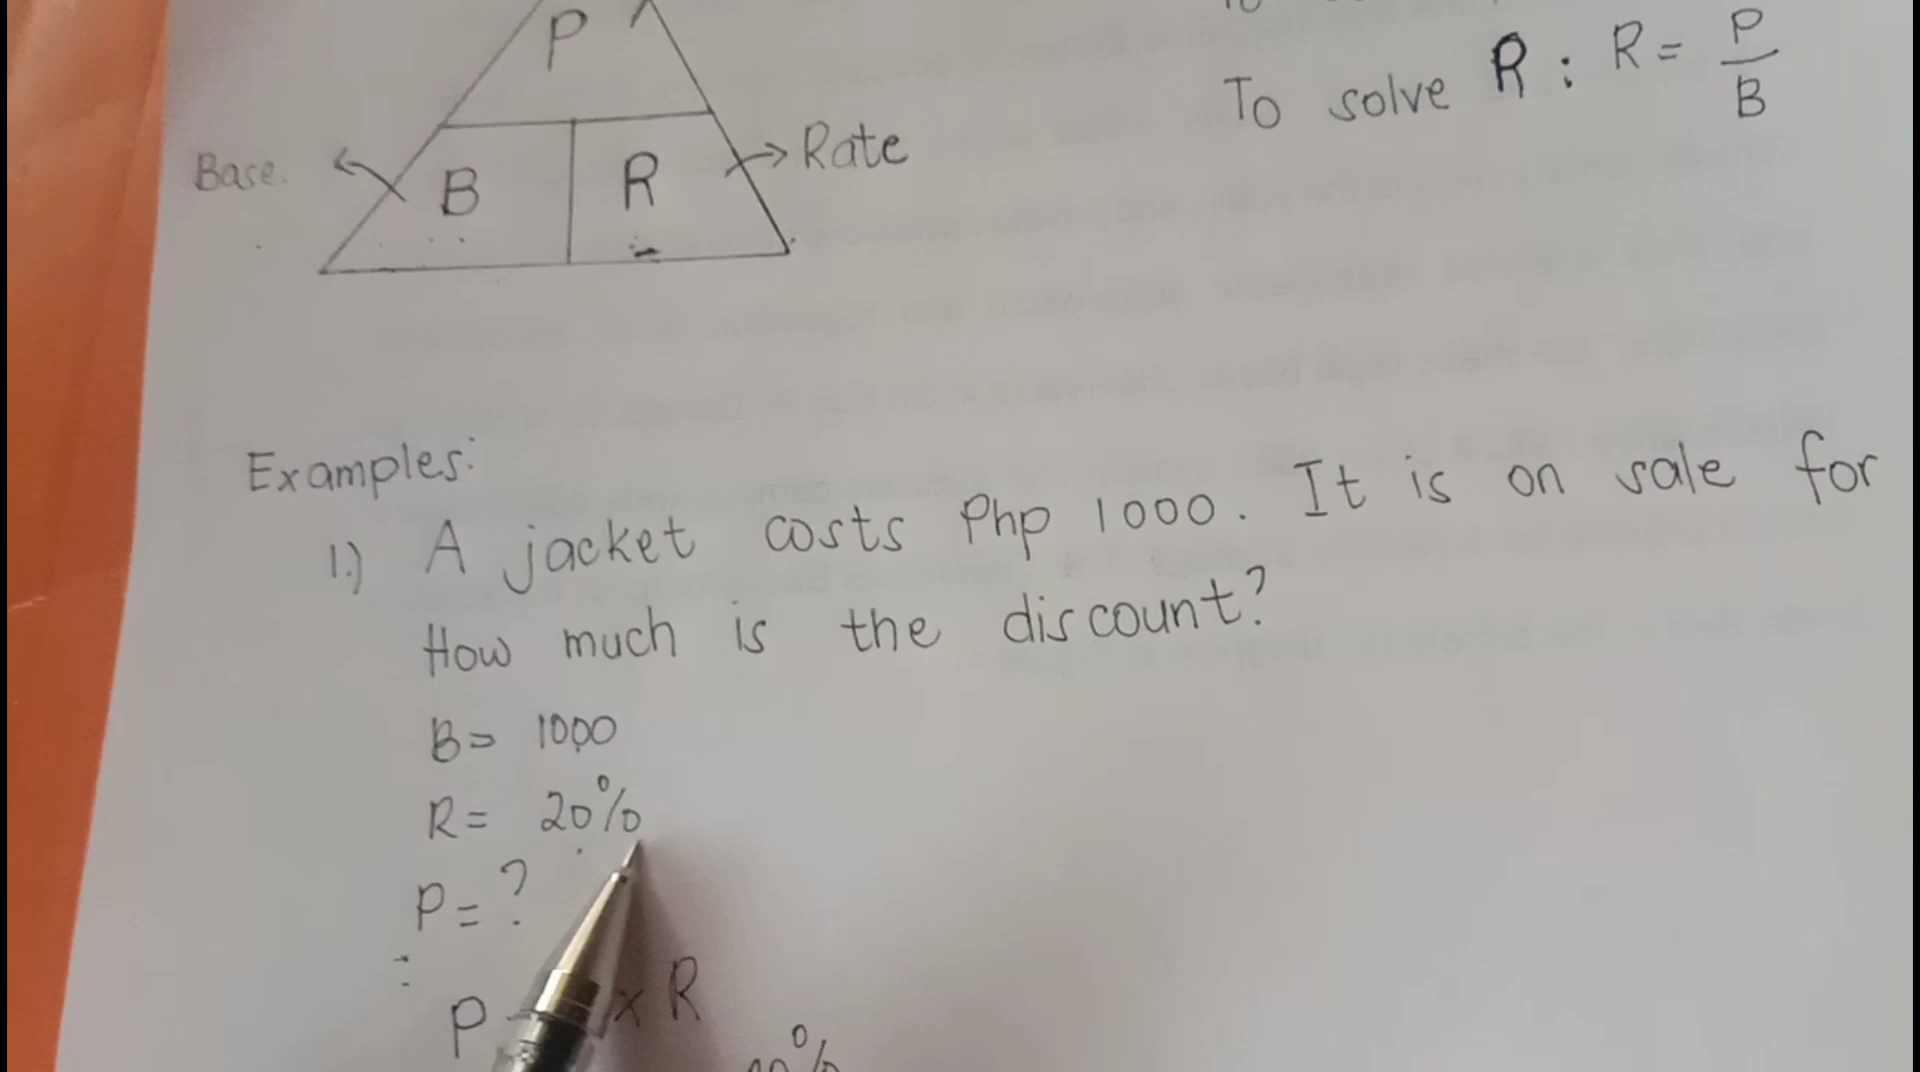 P
To solve R: R = P/B
Base
B
R
Rate
Examples:
1.) A jacket costs Php 1000. It is on sale for
How much is the discount?
B= 1000
R= 20%
P= ?
P x R